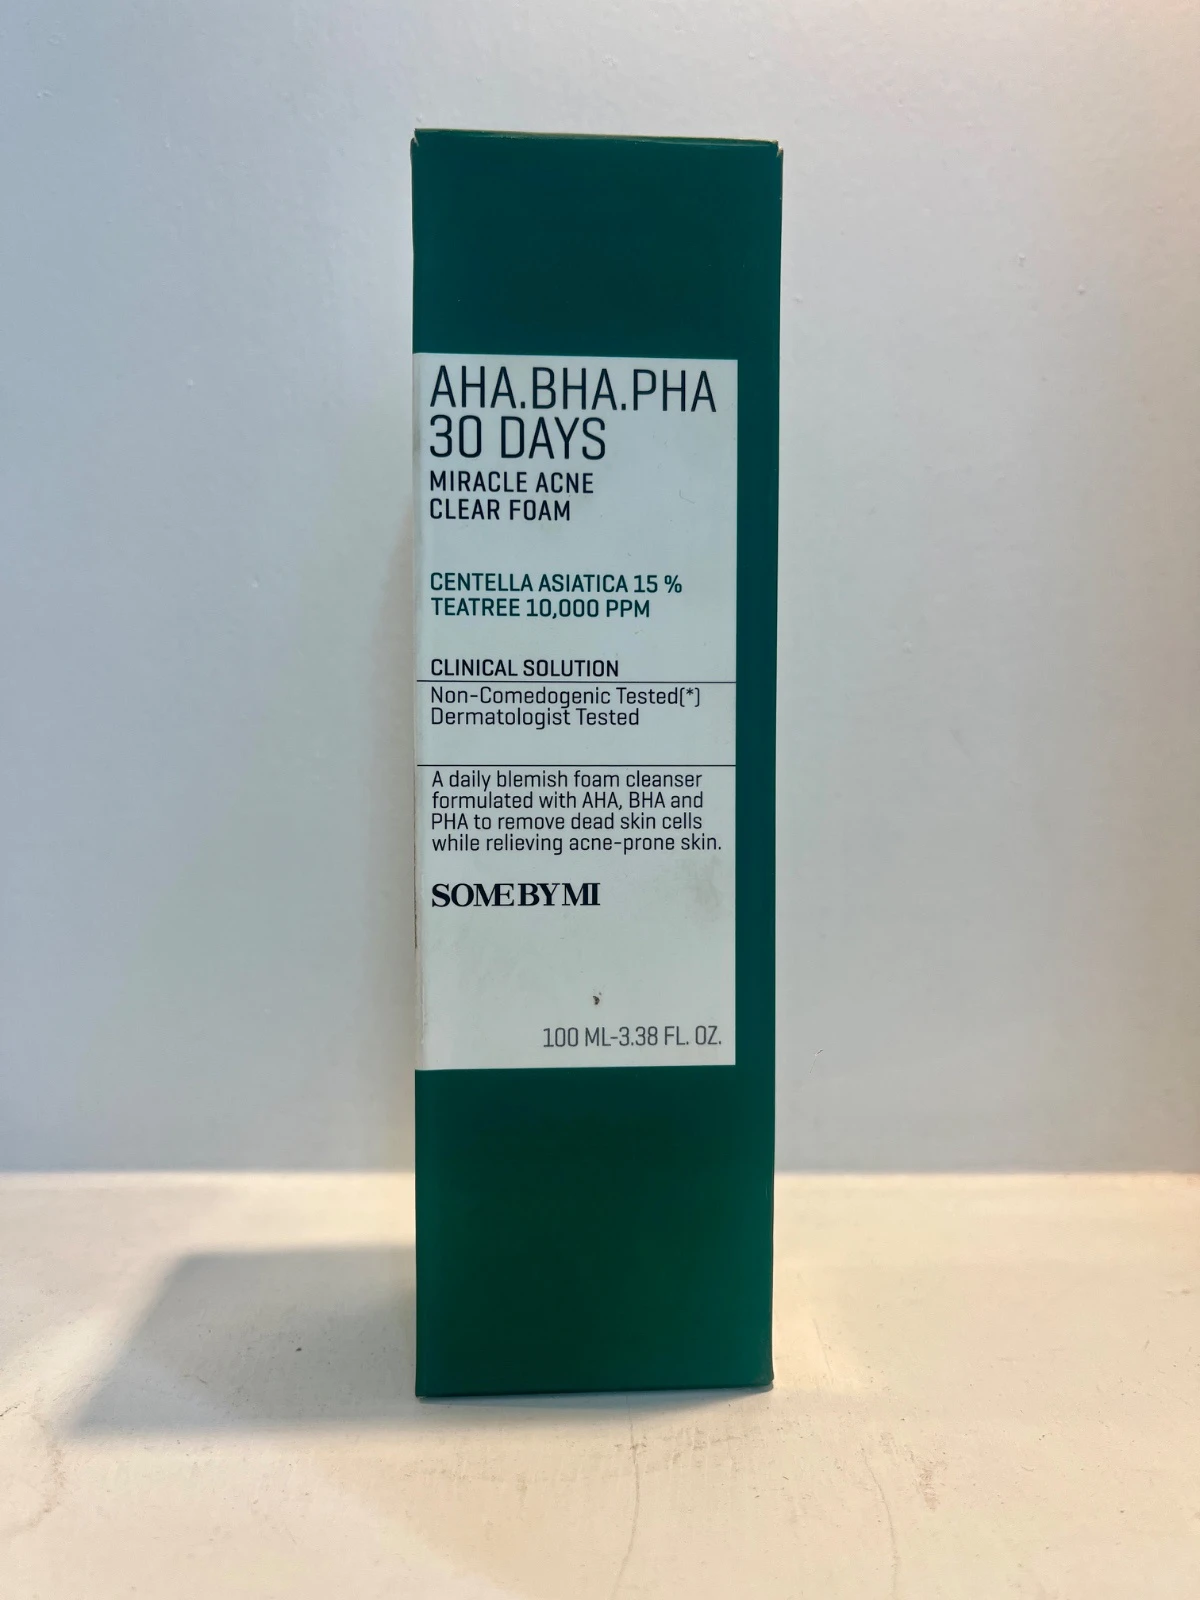 AHA.BHA.PHA
30 DAYS
MIRACLE ACNE
CLEAR FOAM
CENTELLA ASIATICA 15 %
TEATREE 10,000 PPM
CLINICAL SOLUTION
Non-Comedogenic Tested(*)
Dermatologist Tested
A daily blemish foam cleanser
formulated with AHA, BHA and
PHA to remove dead skin cells
while relieving acne-prone skin.
SOMEBYMI
100 ML-3.38 FL. OZ.